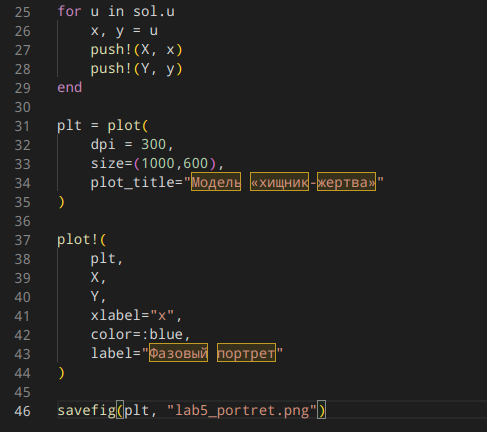 25 for u in sol.u
26     x, y = u
27     push!(X, x)
28     push!(Y, y)
29 end
30
31 plt = plot(
32     dpi = 300,
33     size=(1000,600),
34     plot_title="Модель «хищник-жертва»"
35 )
36
37 plot!(
38     plt,
39     X,
40     Y,
41     xlabel="x",
42     color=:blue,
43     label="Фазовый портрет"
44 )
45
46 savefig(plt, "lab5_portret.png")